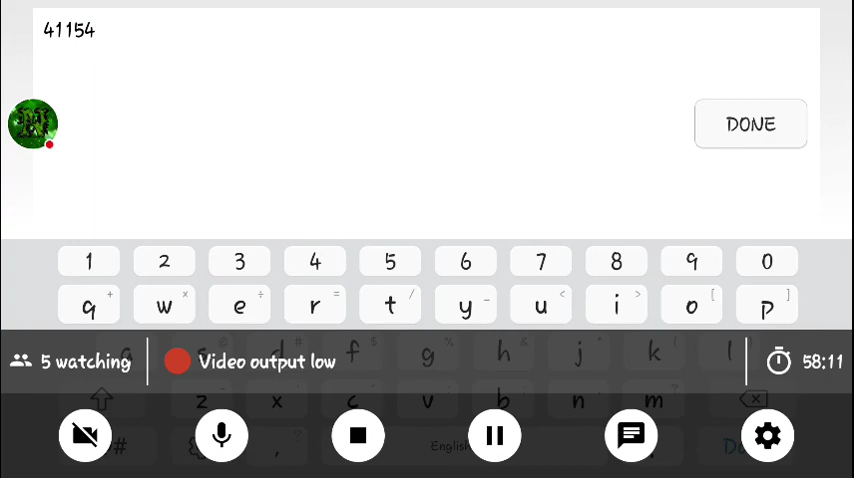 41154
DONE
1 2 3 4 5 6 7 8 9 0
q + w x e ÷ r = t / y _ u < i > o [ p ]
a s © d # f $ g % h & j * k ( l )
5 watching Video output low 58:11
z x c v b n m ?
English